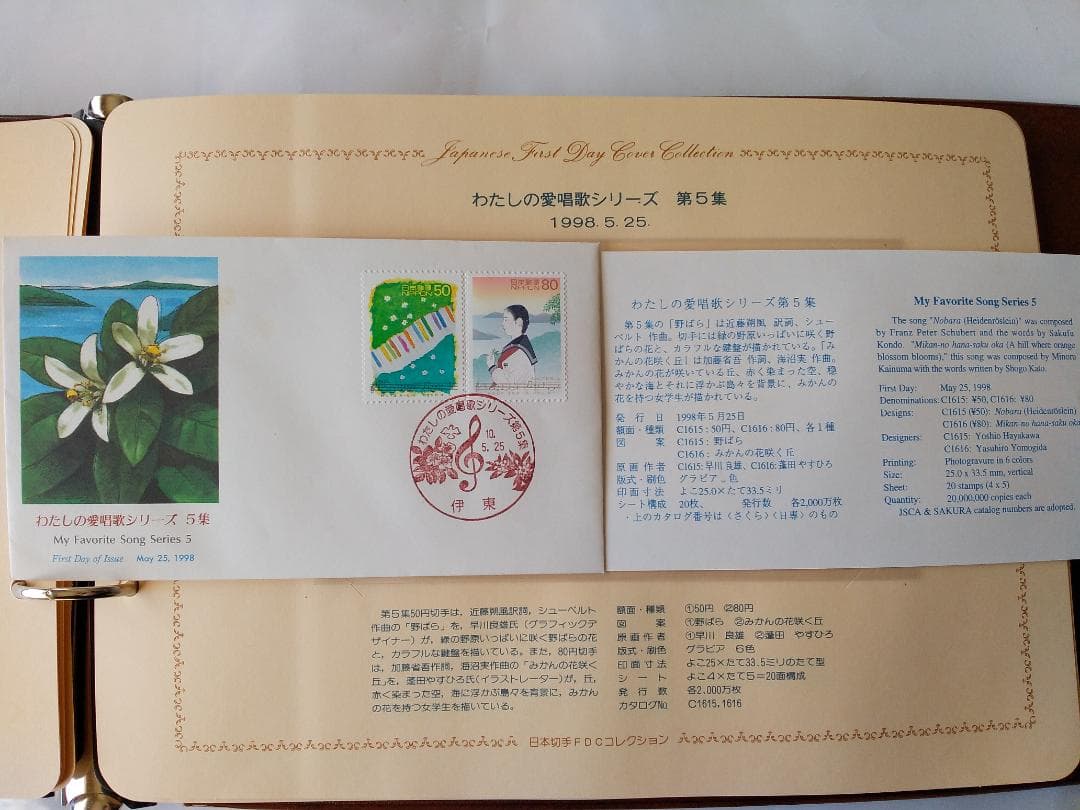 Japanese First Day Cover Collection
わたしの愛唱歌シリーズ 第5集
1998.5.25.
日本郵便 50
NIPPON
日本郵便 80
NIPPON
わたしの愛唱歌シリーズ第5集
10.
5.25
伊東
わたしの愛唱歌シリーズ 5集
My Favorite Song Series 5
First Day of Issue May 25, 1998
わたしの愛唱歌シリーズ第5集
第5集の「野ばら」は近藤朔風 訳詞、シュー
ベルト 作曲。切手には緑の野原いっぱいに咲く野
ばらの花と、カラフルな鍵盤が描かれている。「み
かんの花咲く丘」は加藤省吾 作詞、海沼実 作曲。
みかんの花が咲いている丘、赤く染まった空、穏
やかな海とそれに浮かぶ島々を背景に、みかんの
花を持つ女学生が描かれている。
発行日 1998年5月25日
額面・種類 C1615:50円、C1616:80円、各1種
図案 C1615:野ばら
C1616:みかんの花咲く丘
原画作者 C1615:早川良雄、C1616:蓬田やすひろ
版式・刷色 グラビア 色
印面寸法 よこ25.0×たて33.5ミリ
シート構成 20枚、 発行数 各2,000万枚
・上のカタログ番号は〈さくら〉〈日専〉のもの
My Favorite Song Series 5
The song "Nobara (Heidenröslein)" was composed
by Franz Peter Schubert and the words by Sakufu
Kondo. "Mikan-no hana-saku oka (A hill where orange
blossom blooms)," this song was composed by Minoru
Kainuma with the words written by Shogo Kato.
First Day: May 25, 1998
Denominations: C1615: ¥50, C1616: ¥80
Designs: C1615 (¥50): Nobara (Heidenröslein)
C1616 (¥80): Mikan-no hana-saku oka
Designers: C1615: Yoshio Hayakawa
C1616: Yasuhiro Yomogida
Printing: Photogravure in 6 colors
Size: 25.0 x 33.5 mm, vertical
Sheet: 20 stamps (4 x 5)
Quantity: 20,000,000 copies each
JSCA & SAKURA catalog numbers are adopted.
第5集50円切手は、近藤朔風訳詞、シューベルト
作曲の「野ばら」を、早川良雄氏(グラフィックデ
ザイナー)が、緑の野原いっぱいに咲く野ばらの花
と、カラフルな鍵盤を描いている。また、80円切手
は、加藤省吾作詞、海沼実作曲の「みかんの花咲く
丘」を、蓬田やすひろ氏(イラストレーター)が、丘、
赤く染まった空、海に浮かぶ島々を背景に、みかん
の花を持つ女学生を描いている。
額面・種類 ①50円 ②80円
図案 ①野ばら ②みかんの花咲く丘
原画作者 ①早川 良雄 ②蓬田 やすひろ
版式・刷色 グラビア 6色
印面寸法 よこ25×たて33.5ミリのたて型
シート よこ4×たて5=20面構成
発行数 各2,000万枚
カタログNo. C1615,1616
日本切手FDCコレクション